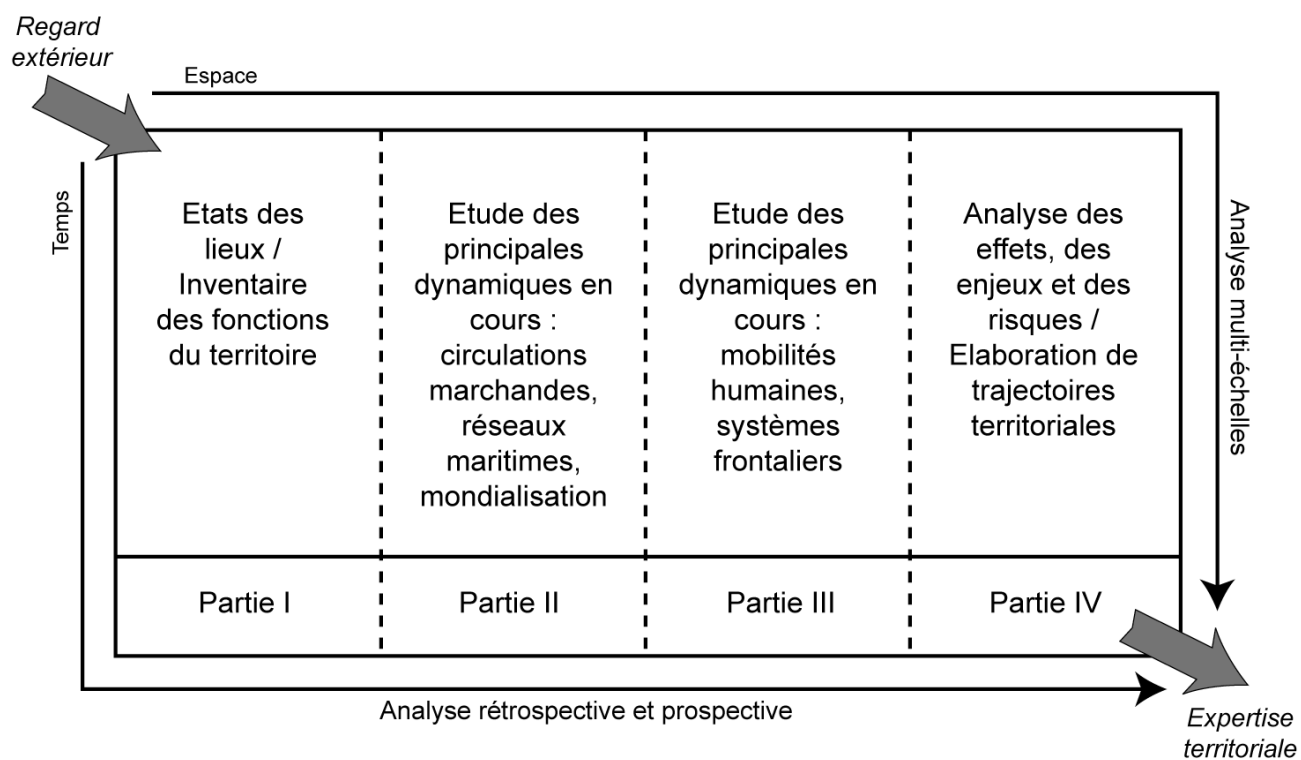 Regard
extérieur
Espace
Temps
Etats des
lieux /
Inventaire
des fonctions
du territoire
Etude des
principales
dynamiques en
cours :
circulations
marchandes,
réseaux
maritimes,
mondialisation
Etude des
principales
dynamiques en
cours :
mobilités
humaines,
systèmes
frontaliers
Analyse des
effets, des
enjeux et des
risques /
Elaboration de
trajectoires
territoriales
Analyse multi-échelles
Partie I
Partie II
Partie III
Partie IV
Analyse rétrospective et prospective
Expertise
territoriale